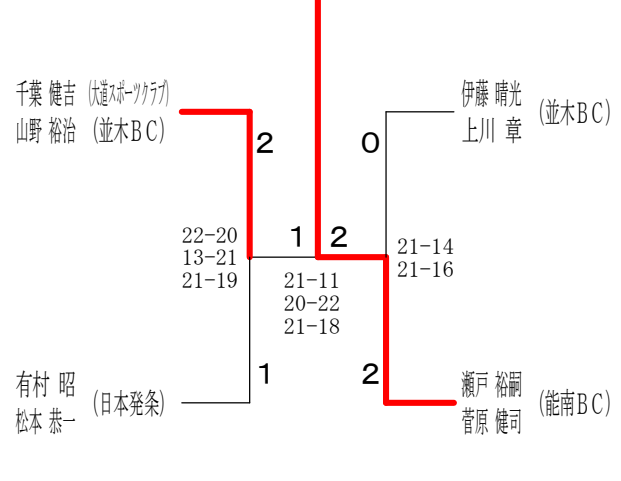 千葉 健吉 (大道スポーツクラブ)
山野 裕治 (並木BC)
伊藤 晴光
上川 章
(並木BC)
2
0
22-20
13-21
21-19
1 2
21-14
21-16
21-11
20-22
21-18
1
2
有村 昭
松本 恭一
(日本発条)
瀬戸 裕嗣
菅原 健司
(能南BC)